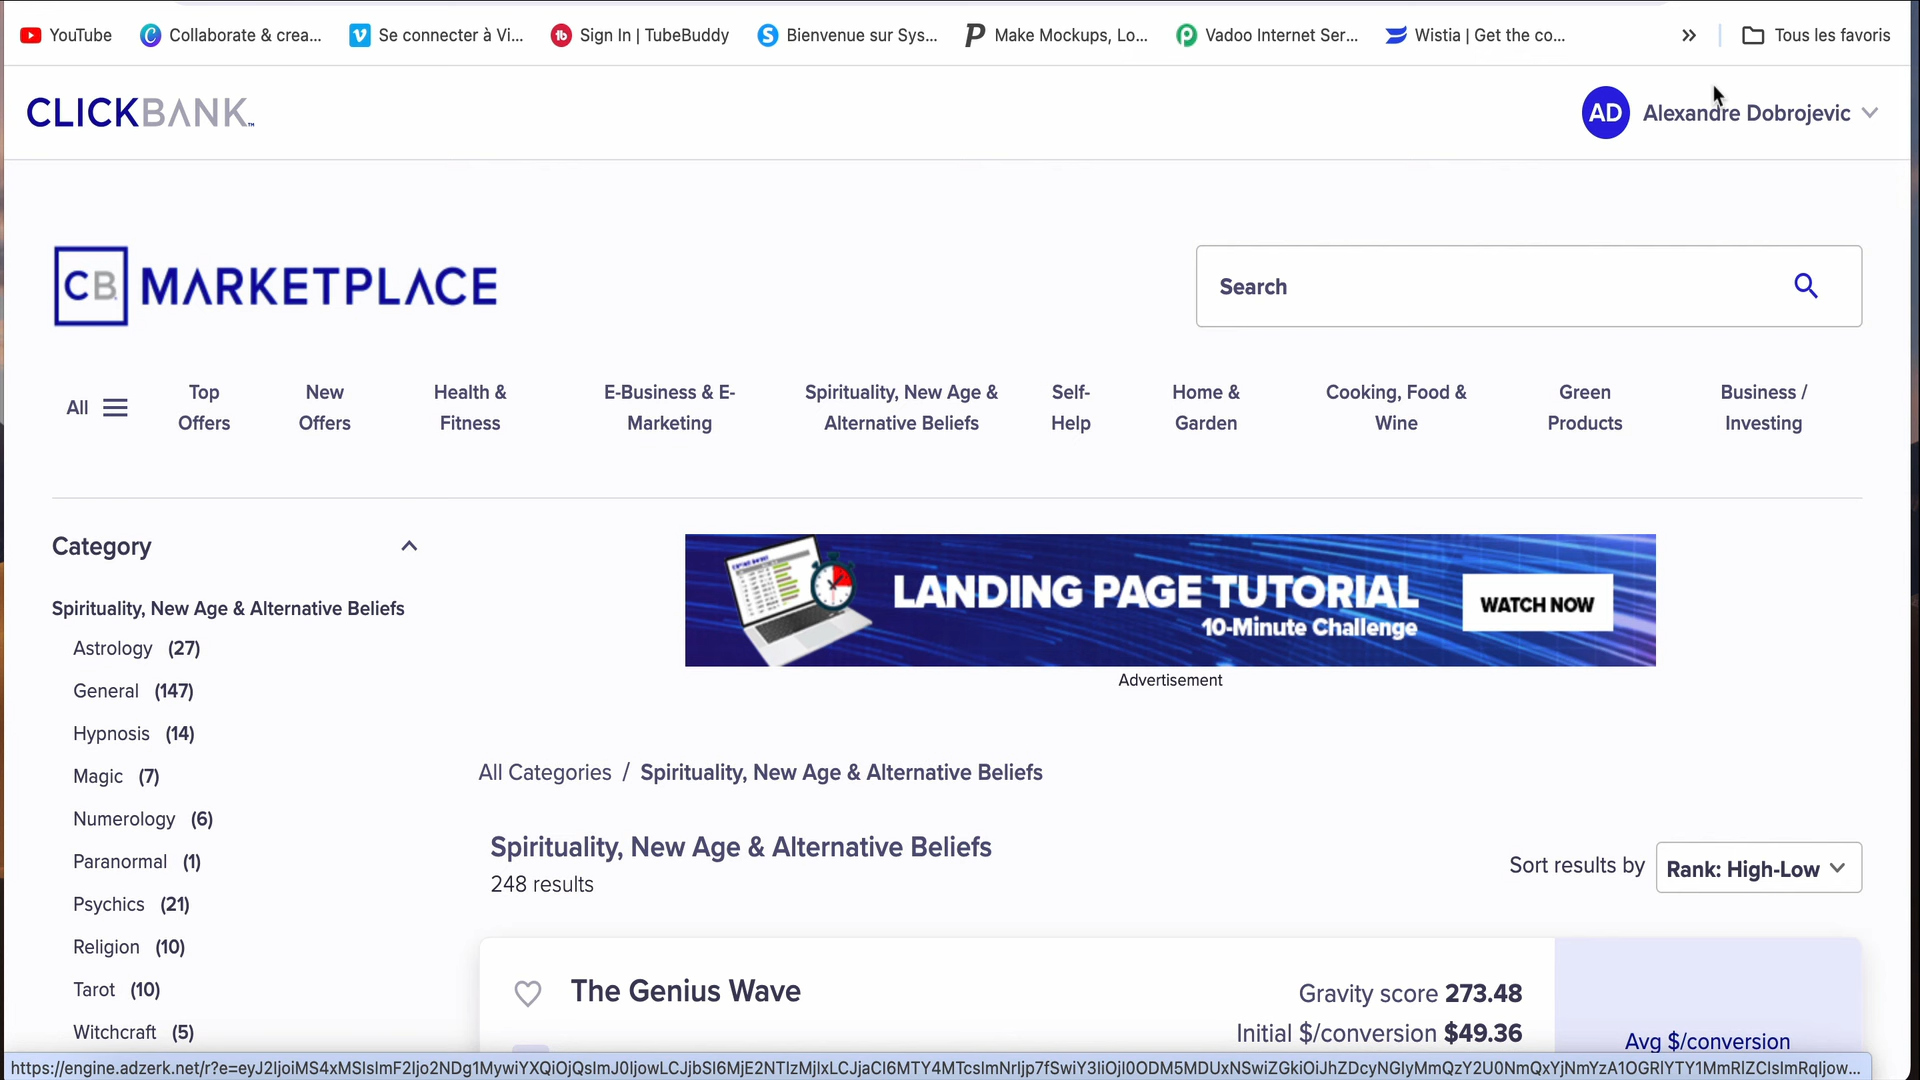 YouTube
Collaborate & crea...
Se connecter à Vi...
Sign In | TubeBuddy
Bienvenue sur Sys...
Make Mockups, Lo...
Vadoo Internet Ser...
Wistia | Get the co...
Tous les favoris
CLICKBANK™
AD Alexandre Dobrojevic
CB. MARKETPLACE
Search
All
Top
Offers
New
Offers
Health &
Fitness
E-Business & E-
Marketing
Spirituality, New Age &
Alternative Beliefs
Self-
Help
Home &
Garden
Cooking, Food &
Wine
Green
Products
Business /
Investing
Category
Spirituality, New Age & Alternative Beliefs
Astrology (27)
General (147)
Hypnosis (14)
Magic (7)
Numerology (6)
Paranormal (1)
Psychics (21)
Religion (10)
Tarot (10)
Witchcraft (5)
LANDING PAGE TUTORIAL
10-Minute Challenge
WATCH NOW
Advertisement
All Categories / Spirituality, New Age & Alternative Beliefs
Spirituality, New Age & Alternative Beliefs
248 results
Sort results by
Rank: High-Low
The Genius Wave
Gravity score 273.48
Initial $/conversion $49.36
Avg $/conversion